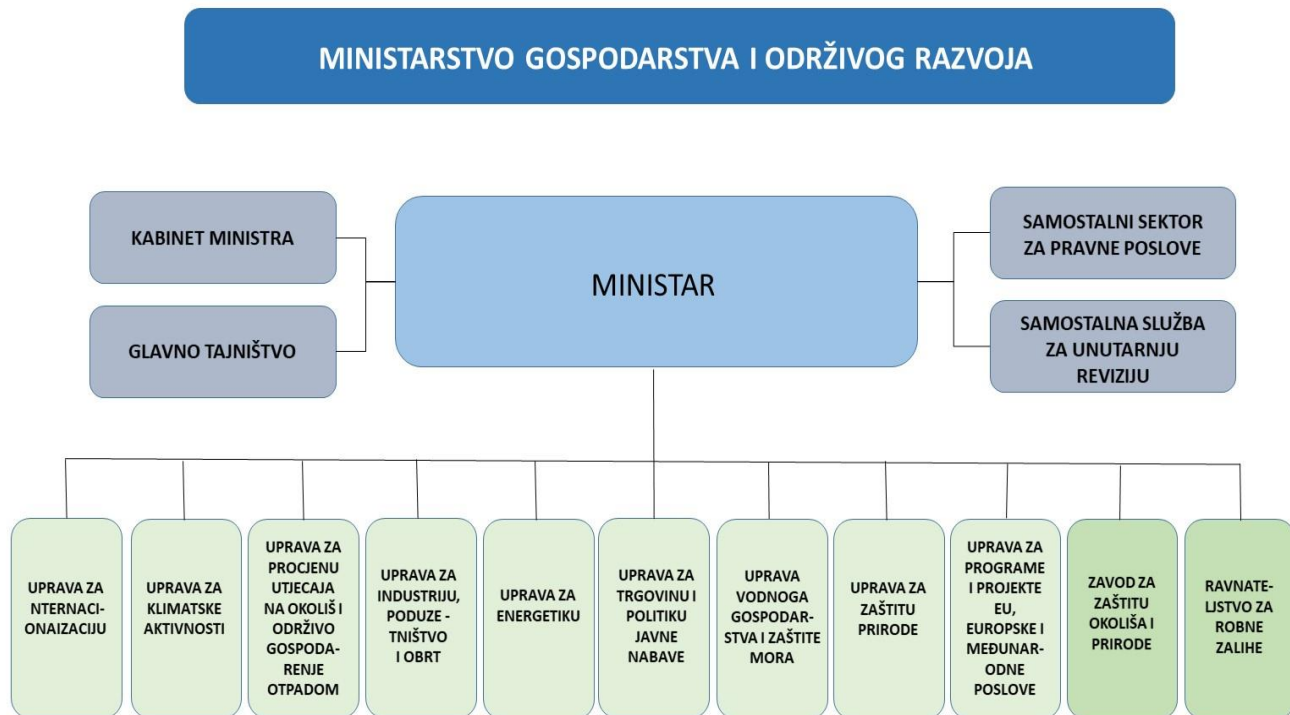 MINISTARSTVO GOSPODARSTVA I ODRŽIVOG RAZVOJA
KABINET MINISTRA
GLAVNO TAJNIŠTVO
MINISTAR
SAMOSTALNI SEKTOR
ZA PRAVNE POSLOVE
SAMOSTALNA SLUŽBA
ZA UNUTARNJU
REVIZIJU
UPRAVA ZA
NTERNACI-
ONAIZACIJU
UPRAVA ZA
KLIMATSKE
AKTIVNOSTI
UPRAVA ZA
PROCJENU
UTJECAJA
NA OKOLIŠ I
ODRŽIVO
GOSPODA-
RENJE
OTPADOM
UPRAVA ZA
INDUSTRIJU,
PODUZE -
TNIŠTVO
I OBRT
UPRAVA ZA
ENERGETIKU
UPRAVA ZA
TRGOVINU I
POLITIKU
JAVNE
NABAVE
UPRAVA
VODNOGA
GOSPODAR-
STVA I ZAŠTITE
MORA
UPRAVA ZA
ZAŠTITU
PRIRODE
UPRAVA ZA
PROGRAME
I PROJEKTE
EU,
EUROPSKE I
MEĐUNAR-
ODNE
POSLOVE
ZAVOD ZA
ZAŠTITU
OKOLIŠA I
PRIRODE
RAVNATE-
LJSTVO ZA
ROBNE
ZALIHE